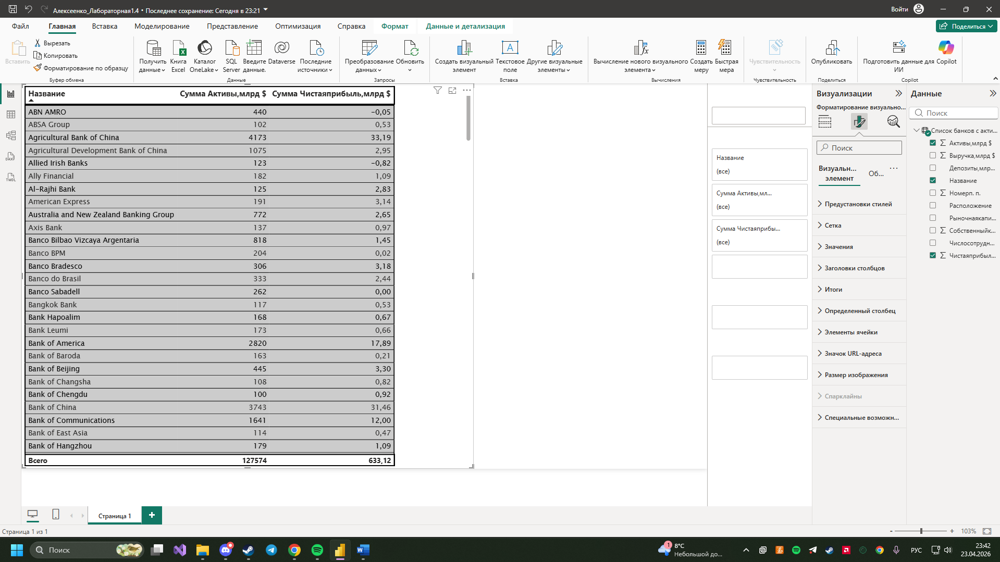 Алексеенко_Лабораторная1.4 • Последнее сохранение: Сегодня в 23:21
Войти
Файл
Главная
Вставка
Моделирование
Представление
Оптимизация
Справка
Формат
Данные и детализация
Поделиться
Вставить
Вырезать
Копировать
Форматирование по образцу
Буфер обмена
Получить данные
Книга Excel
Каталог OneLake
SQL Server
Введите данные.
Dataverse
Последние источники
Данные
Преобразование данных
Обновить
Запросы
Создать визуальный элемент
Текстовое поле
Другие визуальные элементы
Вставка
Вычисление нового визуального элемента
Создать меру
Быстрая мера
Вычисления
Чувствительность
Чувствительность
Опубликовать
Поделиться
Подготовить данные для ИИ
Copilot
Copilot
Название Сумма Активы,млрд $ Сумма Чистаяприбыль,млрд $
ABN AMRO 440 -0,05
ABSA Group 102 0,53
Agricultural Bank of China 4173 33,19
Agricultural Development Bank of China 1075 2,95
Allied Irish Banks 123 -0,82
Ally Financial 182 1,09
Al-Rajhi Bank 125 2,83
American Express 191 3,14
Australia and New Zealand Banking Group 772 2,65
Axis Bank 137 0,97
Banco Bilbao Vizcaya Argentaria 818 1,45
Banco BPM 204 0,02
Banco Bradesco 306 3,18
Banco do Brasil 333 2,44
Banco Sabadell 262 0,00
Bangkok Bank 117 0,53
Bank Hapoalim 168 0,67
Bank Leumi 173 0,66
Bank of America 2820 17,89
Bank of Baroda 163 0,21
Bank of Beijing 445 3,30
Bank of Changsha 108 0,82
Bank of Chengdu 100 0,92
Bank of China 3743 31,46
Bank of Communications 1641 12,00
Bank of East Asia 114 0,47
Bank of Hangzhou 179 1,09
Всего 127574 633,12
DAX
TMDL
Название
(все)
Сумма Активы,мл...
(все)
Сумма Чистаяприбы...
(все)
Визуализации
Форматирование визуально...
Поиск
Визуальн... элемент
Об...
Предустановки стилей
Сетка
Значения
Заголовки столбцов
Итоги
Определенный столбец
Элементы ячейки
Значок URL-адреса
Размер изображения
Спарклайны
Специальные возможн...
Данные
Поиск
Список банков с акти...
Активы,млрд $
Выручка,млрд $
Депозиты,млр...
Название
Номерп. п.
Расположение
Рыночнаякапи...
Собственныйк...
Числосотрудн...
Чистаяприбыл...
Страница 1
+
Страница 1 из 1
- + 103%
Поиск
1
8°C
Небольшой до...
РУС
23:42
23.04.2026